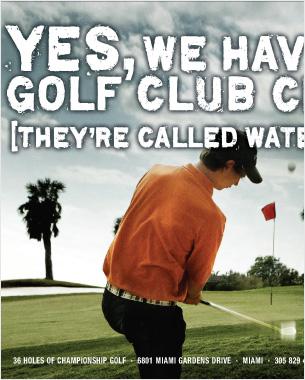 YES, WE HAV
GOLF CLUB C
[THEY'RE CALLED WATE
36 HOLES OF CHAMPIONSHIP GOLF · 6801 MIAMI GARDENS DRIVE · MIAMI · 305 829